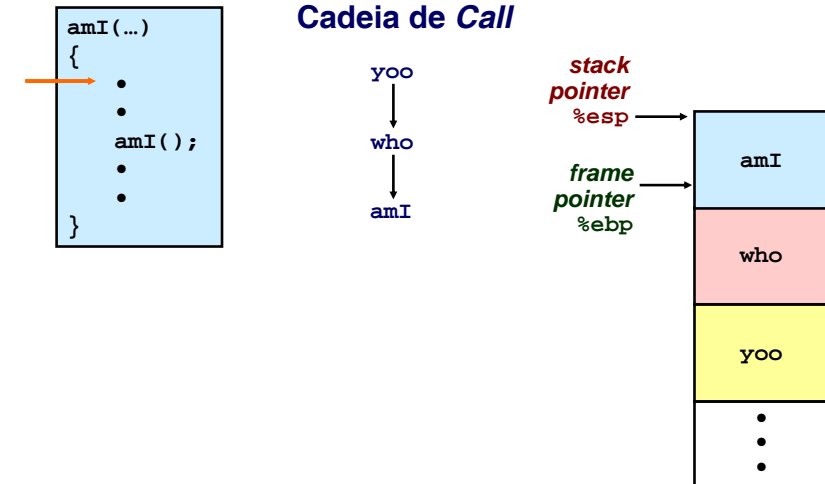 Cadeia de Call
amI(…)
{
•
•
amI();
•
•
}
yoo
who
amI
stack
pointer
%esp
frame
pointer
%ebp
amI
who
yoo
•
•
•